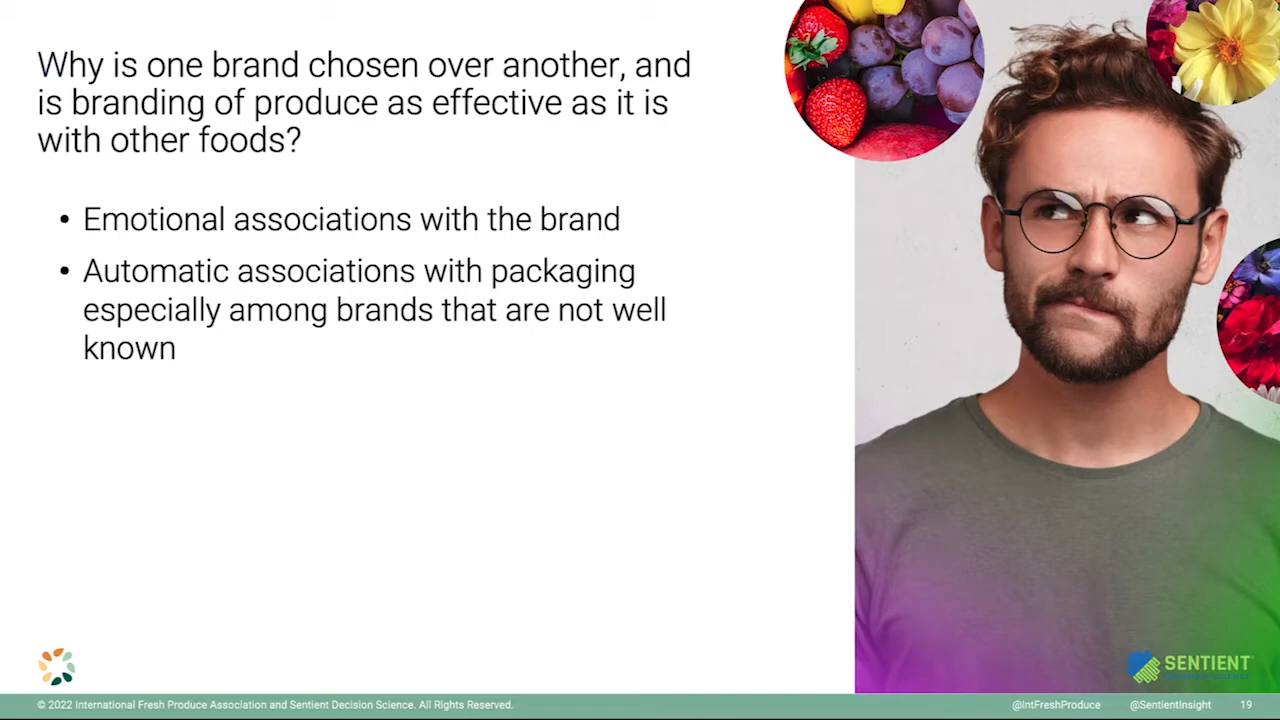 Why is one brand chosen over another, and
is branding of produce as effective as it is
with other foods?
• Emotional associations with the brand
• Automatic associations with packaging
especially among brands that are not well
known
SENTIENT
DECISION SCIENCE
© 2022 International Fresh Produce Association and Sentient Decision Science. All Rights Reserved.
@IntFreshProduce
@SentientInsight
19